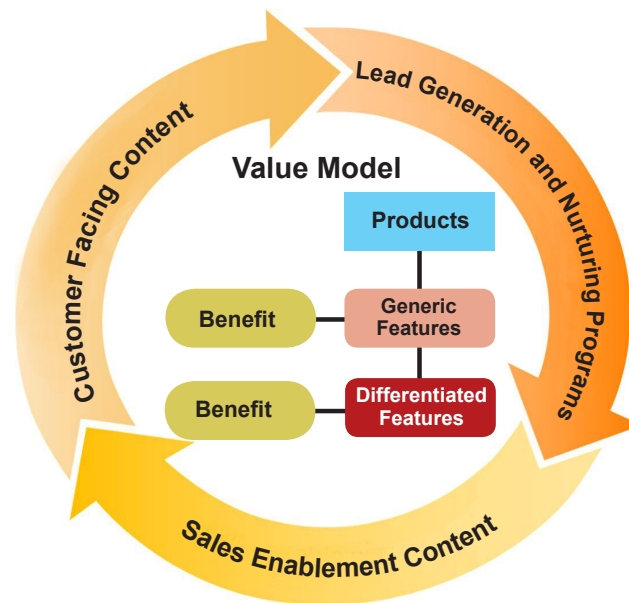 Customer Facing Content
Lead Generation and Nurturing Programs
Sales Enablement Content
Value Model
Products
Benefit
Generic
Features
Benefit
Differentiated
Features